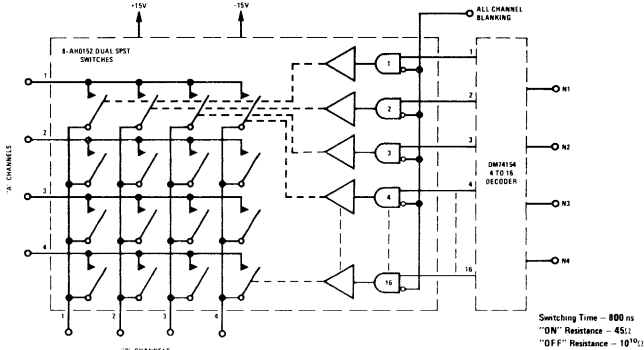 +15V
-15V
ALL CHANNEL
BLANKING
8-AH0152 DUAL SPST
SWITCHES
1
2
3
4
"A" CHANNELS
1
2
3
4
16
1
2
3
4
16
DM74154
4 TO 16
DECODER
N1
N2
N3
N4
1
2
3
4
Switching Time – 800 ns
"ON" Resistance – 45Ω
"OFF" Resistance – 10¹⁰Ω